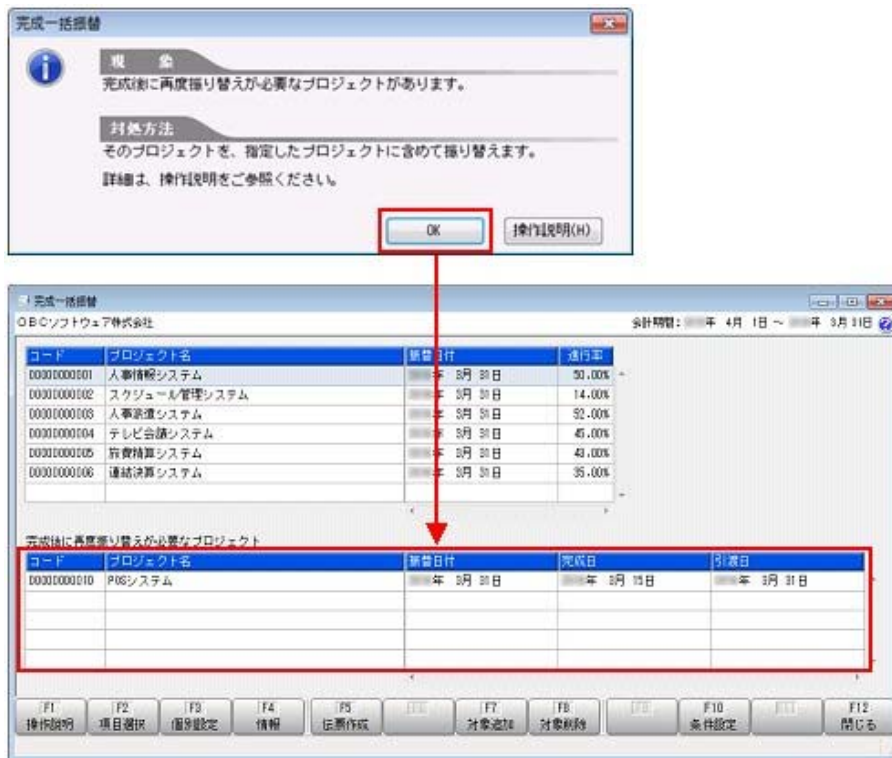 完成一括振替
現 象
完成後に再度振り替えが必要なプロジェクトがあります。
対処方法
そのプロジェクトを、指定したプロジェクトに含めて振り替えます。
詳細は、操作説明をご参照ください。
OK 操作説明(H)
完成一括振替
OBCソフトウェア株式会社 会計期間： 年 4月 1日 ～ 年 3月31日
コード プロジェクト名 振替日付 進行率
00000000001 人事情報システム 年 3月 31日 50.00%
00000000002 スケジュール管理システム 年 3月 31日 14.00%
00000000003 人事派遣システム 年 3月 31日 52.00%
00000000004 テレビ会議システム 年 3月 31日 45.00%
00000000005 旅費精算システム 年 3月 31日 43.00%
00000000006 連結決算システム 年 3月 31日 35.00%
完成後に再度振り替えが必要なプロジェクト
コード プロジェクト名 振替日付 完成日 引渡日
00000000010 POSシステム 年 3月 31日 年 3月 15日 年 3月 31日
F1 F2 F3 F4 F5 F7 F8 F10 F12
操作説明 項目選択 個別設定 情報 伝票作成 対象追加 対象削除 条件設定 閉じる